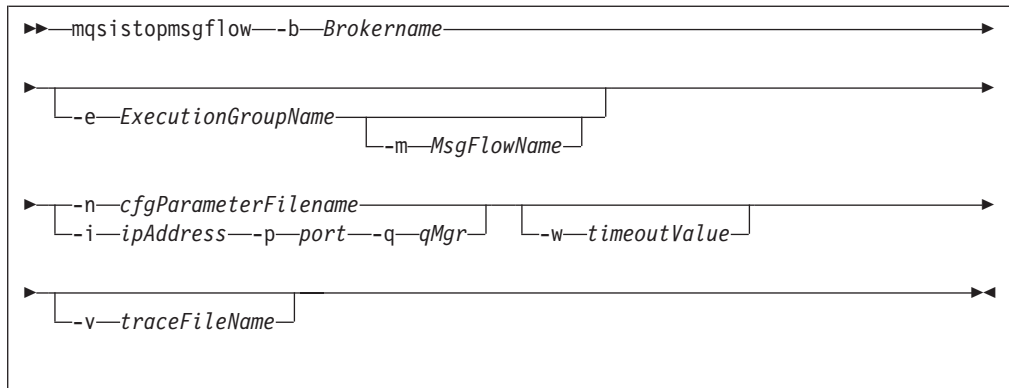 mqsistopmsgflow -b Brokername
-e ExecutionGroupName
-m MsgFlowName
-n cfgParameterFilename
-i ipAddress -p port -q qMgr -w timeoutValue
-v traceFileName